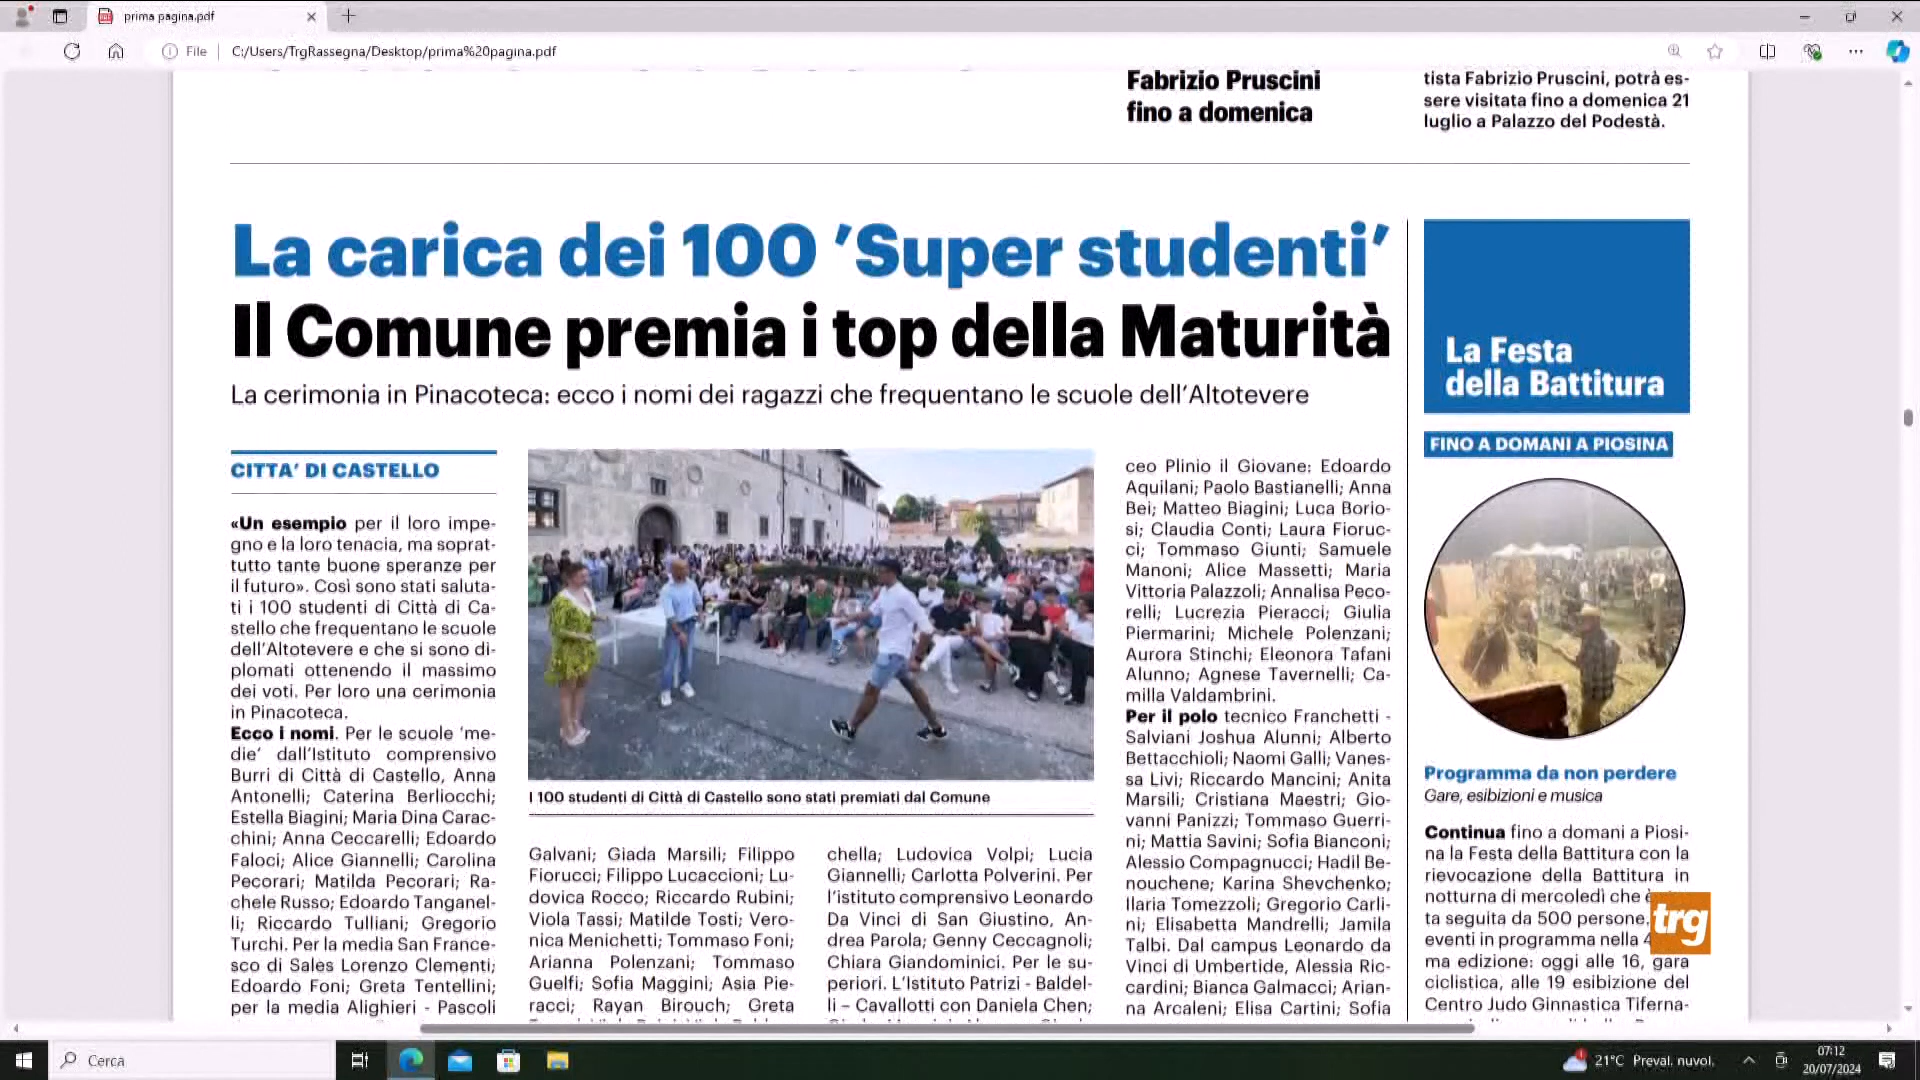 prima pagina.pdf
File
C:/Users/TrgRassegna/Desktop/prima%20pagina.pdf
Fabrizio Pruscini
fino a domenica
tista Fabrizio Pruscini, potrà es-
sere visitata fino a domenica 21
luglio a Palazzo del Podestà.
La carica dei 100 'Super studenti'
Il Comune premia i top della Maturità
La cerimonia in Pinacoteca: ecco i nomi dei ragazzi che frequentano le scuole dell'Altotevere
CITTA' DI CASTELLO
«Un esempio per il loro impe-
gno e la loro tenacia, ma soprat-
tutto tante buone speranze per
il futuro». Così sono stati saluta-
ti i 100 studenti di Città di Ca-
stello che frequentano le scuole
dell'Altotevere e che si sono di-
plomati ottenendo il massimo
dei voti. Per loro una cerimonia
in Pinacoteca.
Ecco i nomi. Per le scuole 'me-
die' dall'Istituto comprensivo
Burri di Città di Castello, Anna
Antonelli; Caterina Berliocchi;
Estella Biagini; Maria Dina Carac-
chini; Anna Ceccarelli; Edoardo
Faloci; Alice Giannelli; Carolina
Pecorari; Matilda Pecorari; Ra-
chele Russo; Edoardo Tanganel-
li; Riccardo Tulliani; Gregorio
Turchi. Per la media San France-
sco di Sales Lorenzo Clementi;
Edoardo Foni; Greta Tentellini;
per la media Alighieri - Pascoli
I 100 studenti di Città di Castello sono stati premiati dal Comune
Galvani; Giada Marsili; Filippo
Fiorucci; Filippo Lucaccioni; Lu-
dovica Rocco; Riccardo Rubini;
Viola Tassi; Matilde Tosti; Vero-
nica Menichetti; Tommaso Foni;
Arianna Polenzani; Tommaso
Guelfi; Sofia Maggini; Asia Pie-
racci; Rayan Birouch; Greta
chella; Ludovica Volpi; Lucia
Giannelli; Carlotta Polverini. Per
l'istituto comprensivo Leonardo
Da Vinci di San Giustino, An-
drea Parola; Genny Ceccagnoli;
Chiara Giandominici. Per le su-
periori. L'Istituto Patrizi - Baldel-
li – Cavallotti con Daniela Chen;
ceo Plinio il Giovane: Edoardo
Aquilani; Paolo Bastianelli; Anna
Bei; Matteo Biagini; Luca Borio-
si; Claudia Conti; Laura Fioruc-
ci; Tommaso Giunti; Samuele
Manoni; Alice Massetti; Maria
Vittoria Palazzoli; Annalisa Peco-
relli; Lucrezia Pieracci; Giulia
Piermarini; Michele Polenzani;
Aurora Stinchi; Eleonora Tafani
Alunno; Agnese Tavernelli; Ca-
milla Valdambrini.
Per il polo tecnico Franchetti -
Salviani Joshua Alunni; Alberto
Bettacchioli; Naomi Galli; Vanes-
sa Livi; Riccardo Mancini; Anita
Marsili; Cristiana Maestri; Gio-
vanni Panizzi; Tommaso Guerri-
ni; Mattia Savini; Sofia Bianconi;
Alessio Compagnucci; Hadil Be-
nouchene; Karina Shevchenko;
Ilaria Tomezzoli; Gregorio Carli-
ni; Elisabetta Mandrelli; Jamila
Talbi. Dal campus Leonardo da
Vinci di Umbertide, Alessia Ric-
cardini; Bianca Galmacci; Arian-
na Arcaleni; Elisa Cartini; Sofia
La Festa
della Battitura
FINO A DOMANI A PIOSINA
Programma da non perdere
Gare, esibizioni e musica
Continua fino a domani a Piosi-
na la Festa della Battitura con la
rievocazione della Battitura in
notturna di mercoledì che è
ta seguita da 500 persone.
eventi in programma nella 4
ma edizione: oggi alle 16, gara
ciclistica, alle 19 esibizione del
Centro Judo Ginnastica Tiferna-
trg
Cerca
21°C Preval. nuvol.
07:12
20/07/2024